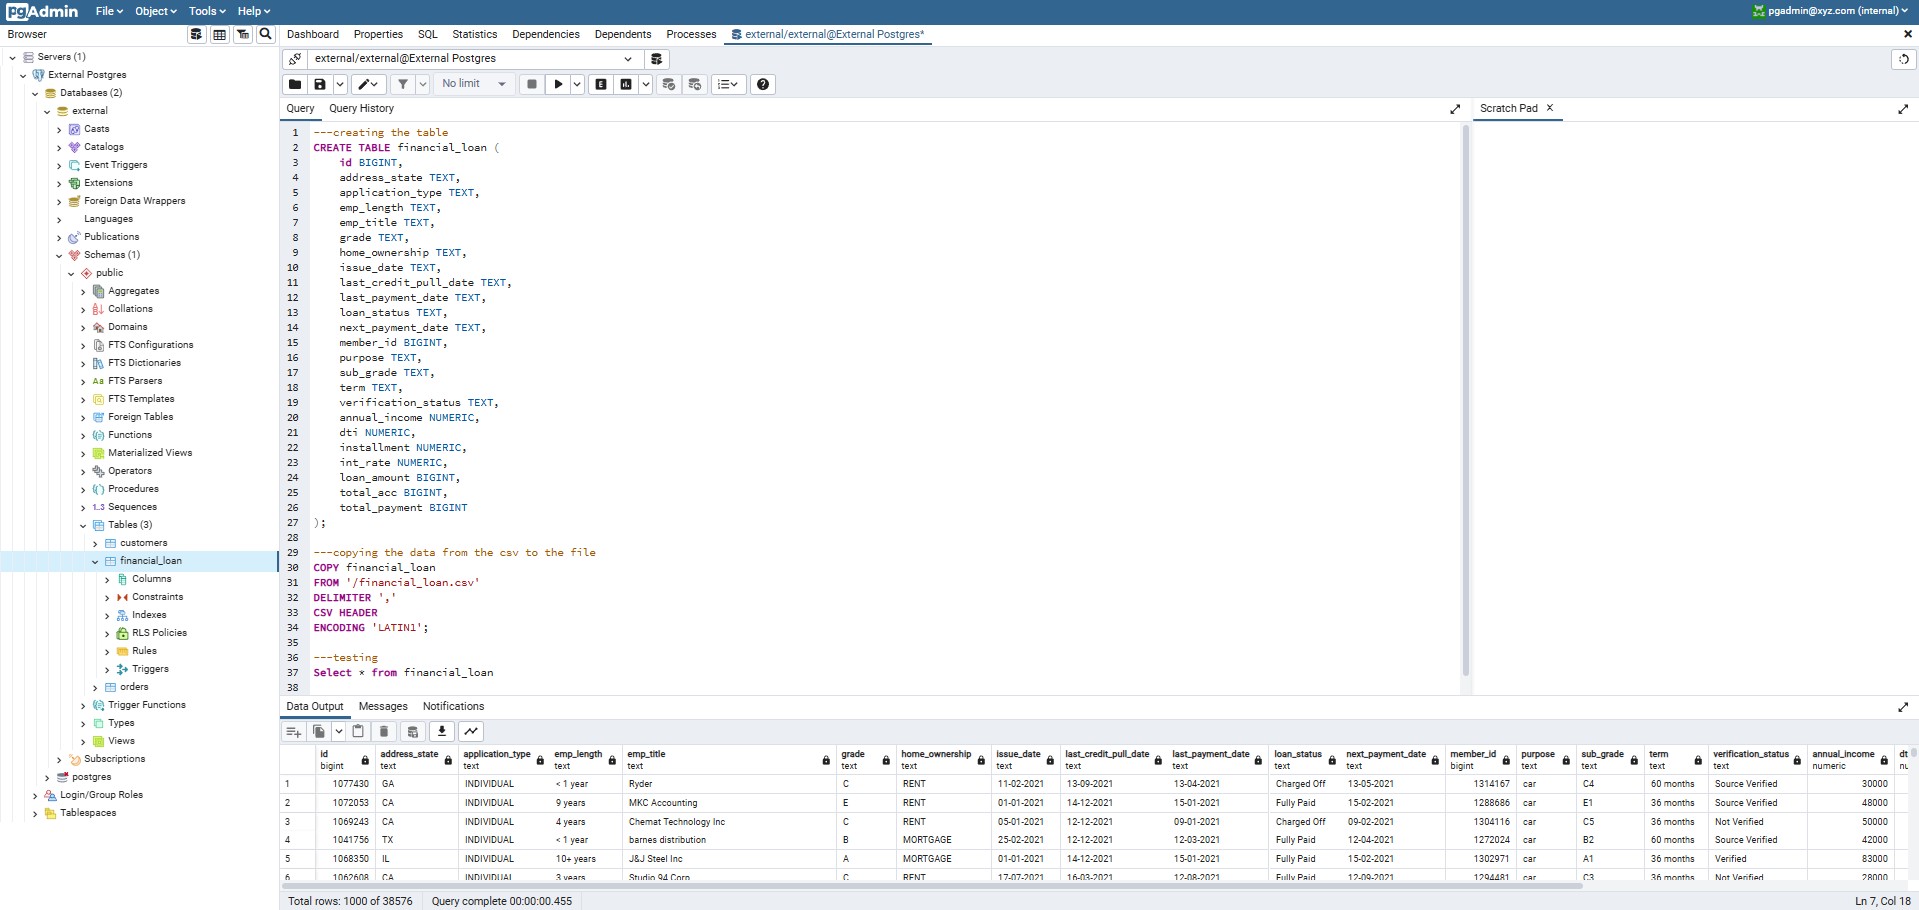 pgAdmin File Object Tools Help pgadmin@xyz.com (internal)
Browser
Dashboard Properties SQL Statistics Dependencies Dependents Processes external/external@External Postgres*
Servers (1)
External Postgres
Databases (2)
external
Casts
Catalogs
Event Triggers
Extensions
Foreign Data Wrappers
Languages
Publications
Schemas (1)
public
Aggregates
Collations
Domains
FTS Configurations
FTS Dictionaries
FTS Parsers
FTS Templates
Foreign Tables
Functions
Materialized Views
Operators
Procedures
1..3 Sequences
Tables (3)
customers
financial_loan
Columns
Constraints
Indexes
RLS Policies
Rules
Triggers
orders
Trigger Functions
Types
Views
Subscriptions
postgres
Login/Group Roles
Tablespaces
external/external@External Postgres
No limit
Query Query History
Scratch Pad
1 ---creating the table
2 CREATE TABLE financial_loan (
3 id BIGINT,
4 address_state TEXT,
5 application_type TEXT,
6 emp_length TEXT,
7 emp_title TEXT,
8 grade TEXT,
9 home_ownership TEXT,
10 issue_date TEXT,
11 last_credit_pull_date TEXT,
12 last_payment_date TEXT,
13 loan_status TEXT,
14 next_payment_date TEXT,
15 member_id BIGINT,
16 purpose TEXT,
17 sub_grade TEXT,
18 term TEXT,
19 verification_status TEXT,
20 annual_income NUMERIC,
21 dti NUMERIC,
22 installment NUMERIC,
23 int_rate NUMERIC,
24 loan_amount BIGINT,
25 total_acc BIGINT,
26 total_payment BIGINT
27 );
28
29 ---copying the data from the csv to the file
30 COPY financial_loan
31 FROM '/financial_loan.csv'
32 DELIMITER ','
33 CSV HEADER
34 ENCODING 'LATIN1';
35
36 ---testing
37 Select * from financial_loan
38
Data Output Messages Notifications
id address_state application_type emp_length emp_title grade home_ownership issue_date last_credit_pull_date last_payment_date loan_status next_payment_date member_id purpose sub_grade term verification_status annual_income
bigint text text text text text text text text text text text bigint text text text text numeric
1 1077430 GA INDIVIDUAL < 1 year Ryder C RENT 11-02-2021 13-09-2021 13-04-2021 Charged Off 13-05-2021 1314167 car C4 60 months Source Verified 30000
2 1072053 CA INDIVIDUAL 9 years MKC Accounting E RENT 01-01-2021 14-12-2021 15-01-2021 Fully Paid 15-02-2021 1288686 car E1 36 months Source Verified 48000
3 1069243 CA INDIVIDUAL 4 years Chemat Technology Inc C RENT 05-01-2021 12-12-2021 09-01-2021 Charged Off 09-02-2021 1304116 car C5 36 months Not Verified 50000
4 1041756 TX INDIVIDUAL < 1 year barnes distribution B MORTGAGE 25-02-2021 12-12-2021 12-03-2021 Fully Paid 12-04-2021 1272024 car B2 60 months Source Verified 42000
5 1068350 IL INDIVIDUAL 10+ years J&J Steel Inc A MORTGAGE 01-01-2021 14-12-2021 15-01-2021 Fully Paid 15-02-2021 1302971 car A1 36 months Verified 83000
6 1062608 CA INDIVIDUAL 3 years Studio 94 Corp C RENT 17-07-2021 16-03-2021 12-08-2021 Fully Paid 12-09-2021 1294481 car C3 36 months Not Verified 28000
Total rows: 1000 of 38576 Query complete 00:00:00.455 Ln 7, Col 18